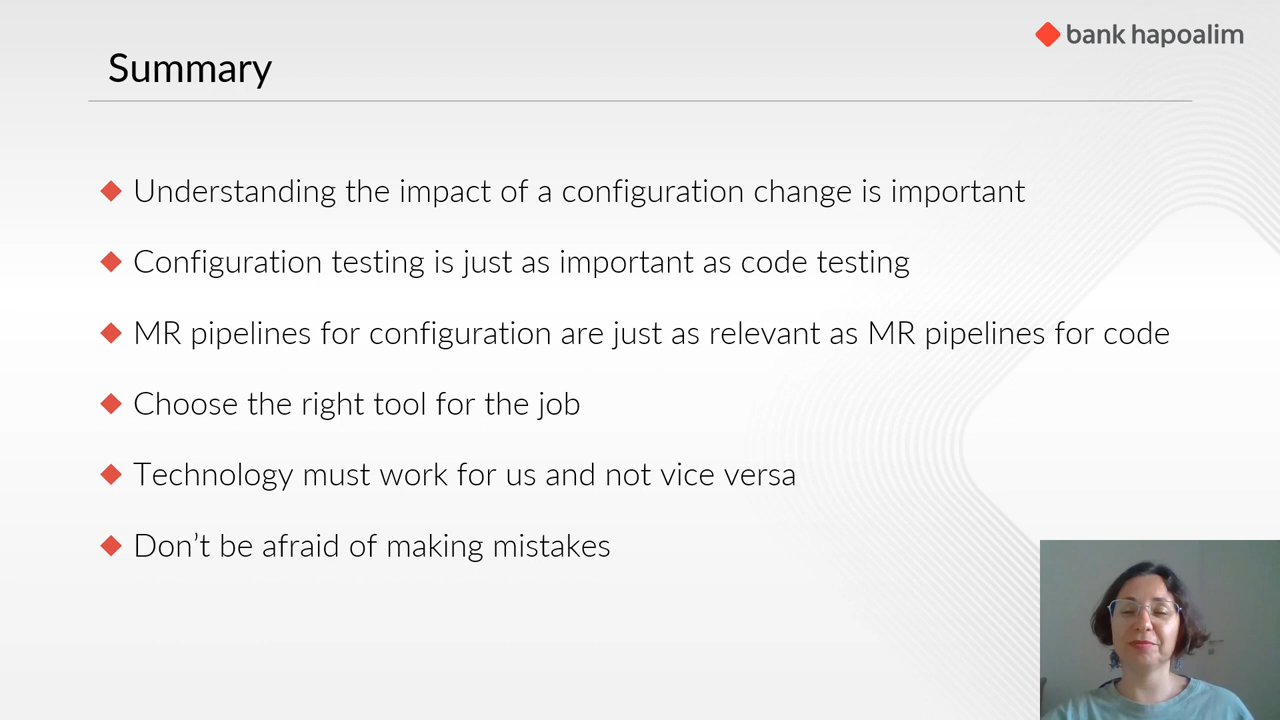 bank hapoalim
Summary
Understanding the impact of a configuration change is important
Configuration testing is just as important as code testing
MR pipelines for configuration are just as relevant as MR pipelines for code
Choose the right tool for the job
Technology must work for us and not vice versa
Don’t be afraid of making mistakes